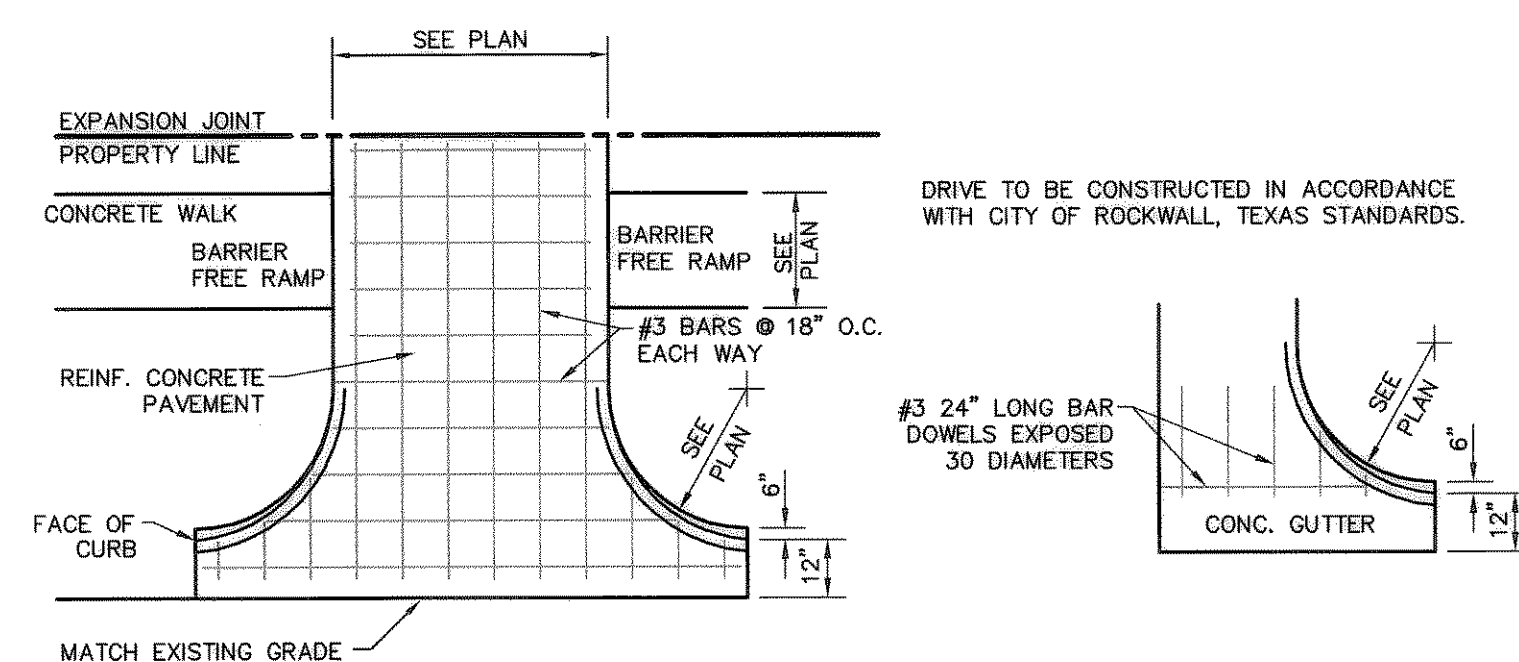 SEE PLAN
EXPANSION JOINT
PROPERTY LINE
CONCRETE WALK
BARRIER
FREE RAMP
BARRIER
FREE RAMP
SEE
PLAN
#3 BARS @ 18" O.C.
EACH WAY
REINF. CONCRETE
PAVEMENT
SEE
PLAN
6"
12"
FACE OF
CURB
MATCH EXISTING GRADE
DRIVE TO BE CONSTRUCTED IN ACCORDANCE
WITH CITY OF ROCKWALL, TEXAS STANDARDS.
#3 24" LONG BAR
DOWELS EXPOSED
30 DIAMETERS
SEE
PLAN
6"
12"
CONC. GUTTER